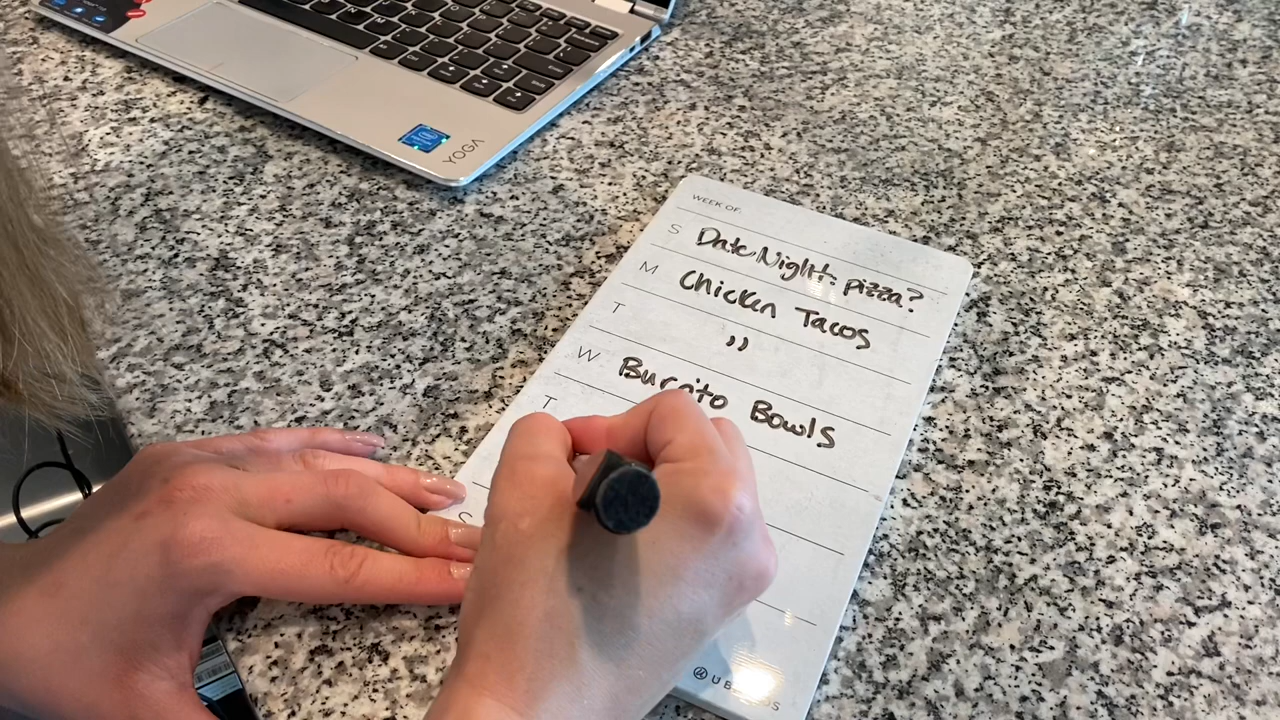 YOGA
WEEK OF:
S Date Night: pizza?
M Chicken Tacos
T ))
W Burrito Bowls
T
S